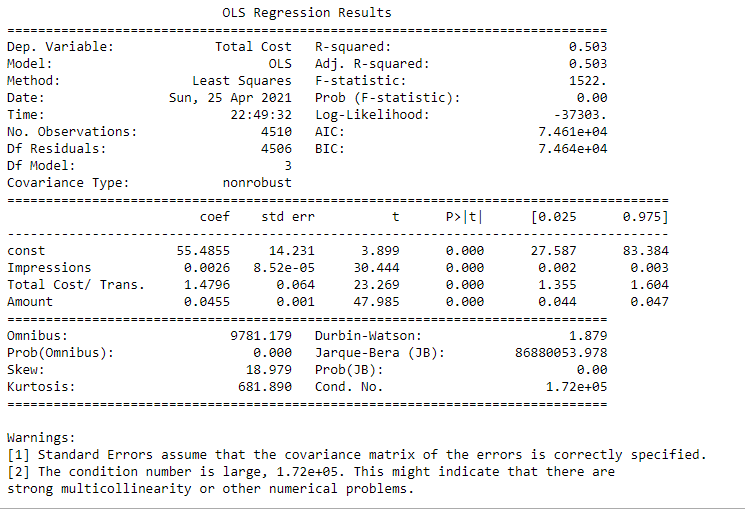 OLS Regression Results
==============================================================================
Dep. Variable: Total Cost R-squared: 0.503
Model: OLS Adj. R-squared: 0.503
Method: Least Squares F-statistic: 1522.
Date: Sun, 25 Apr 2021 Prob (F-statistic): 0.00
Time: 22:49:32 Log-Likelihood: -37303.
No. Observations: 4510 AIC: 7.461e+04
Df Residuals: 4506 BIC: 7.464e+04
Df Model: 3
Covariance Type: nonrobust
======================================================================================
coef std err t P>|t| [0.025 0.975]
--------------------------------------------------------------------------------------
const 55.4855 14.231 3.899 0.000 27.587 83.384
Impressions 0.0026 8.52e-05 30.444 0.000 0.002 0.003
Total Cost/ Trans. 1.4796 0.064 23.269 0.000 1.355 1.604
Amount 0.0455 0.001 47.985 0.000 0.044 0.047
==============================================================================
Omnibus: 9781.179 Durbin-Watson: 1.879
Prob(Omnibus): 0.000 Jarque-Bera (JB): 86880053.978
Skew: 18.979 Prob(JB): 0.00
Kurtosis: 681.890 Cond. No. 1.72e+05
==============================================================================
Warnings:
[1] Standard Errors assume that the covariance matrix of the errors is correctly specified.
[2] The condition number is large, 1.72e+05. This might indicate that there are
strong multicollinearity or other numerical problems.